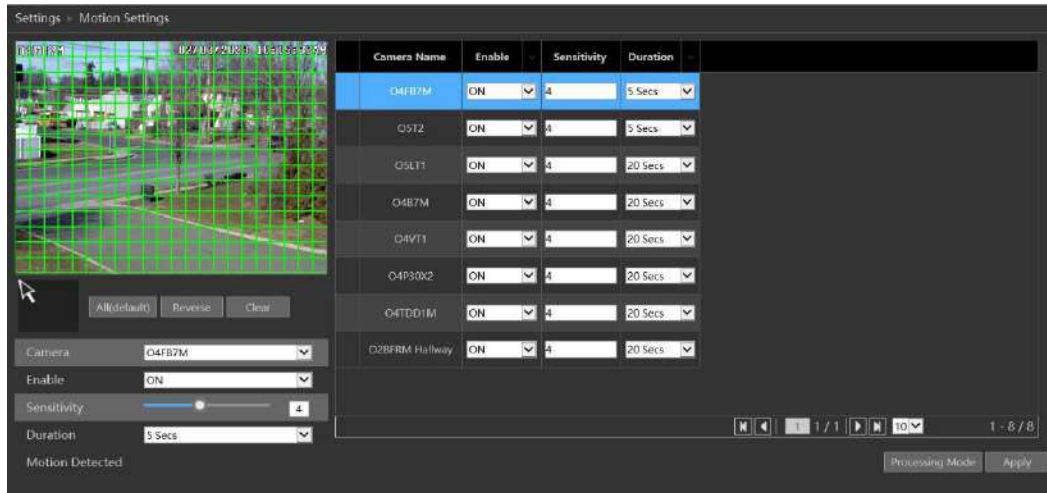 Settings ▸ Motion Settings
Camera Name Enable Sensitivity Duration
O4FB7M ON 4 5 Secs
O5T2 ON 4 5 Secs
O5LT1 ON 4 20 Secs
O4B7M ON 4 20 Secs
O4VT1 ON 4 20 Secs
O4P30X2 ON 4 20 Secs
O4TDD1M ON 4 20 Secs
O2BFRM Hallway ON 4 20 Secs
All(default) Reverse Clear
Camera O4FB7M
Enable ON
Sensitivity 4
Duration 5 Secs
Motion Detected
1 1 / 1 10 1 - 8 / 8
Processing Mode Apply